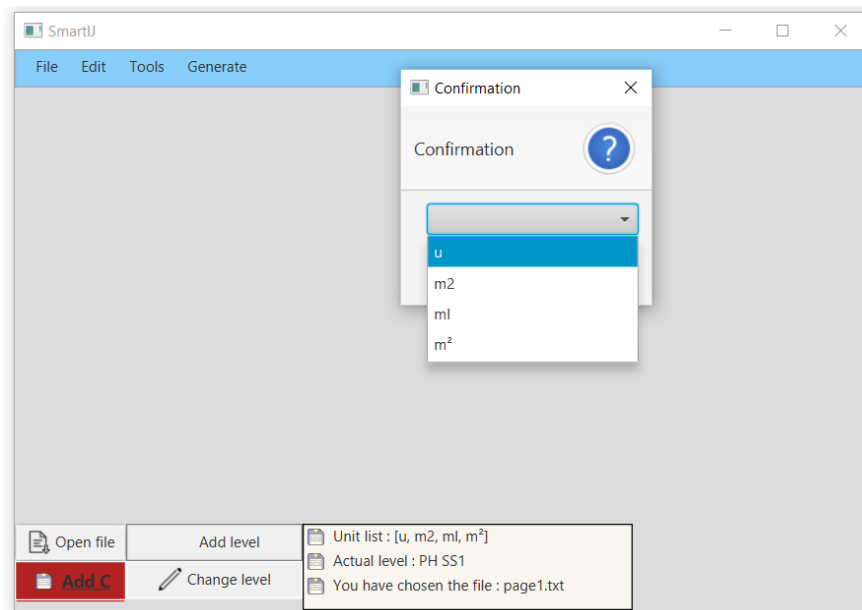 SmartIJ
File Edit Tools Generate
Confirmation
Confirmation
?
u
m2
ml
m²
Open file
Add level
Add C
Change level
Unit list : [u, m2, ml, m²]
Actual level : PH SS1
You have chosen the file : page1.txt